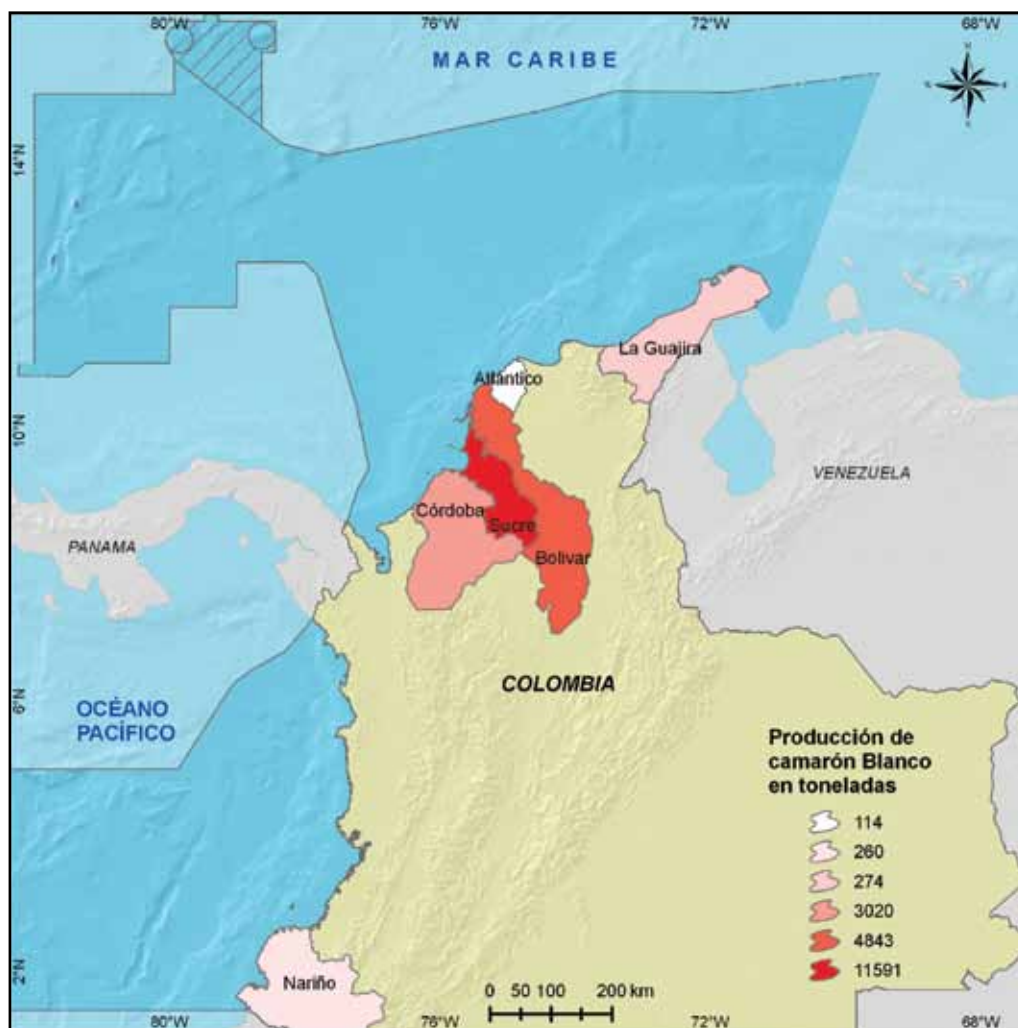 80°W 76°W 72°W 68°W
MAR CARIBE
N
14°N
La Guajira
Atlántico
10°N
VENEZUELA
Córdoba
Sucre
PANAMA
Bolívar
COLOMBIA
6°N
OCÉANO
PACÍFICO
Producción de
camarón Blanco
en toneladas
114
260
274
3020
4843
11591
2°N
Nariño
0 50 100 200 km
80°W 76°W 72°W 68°W